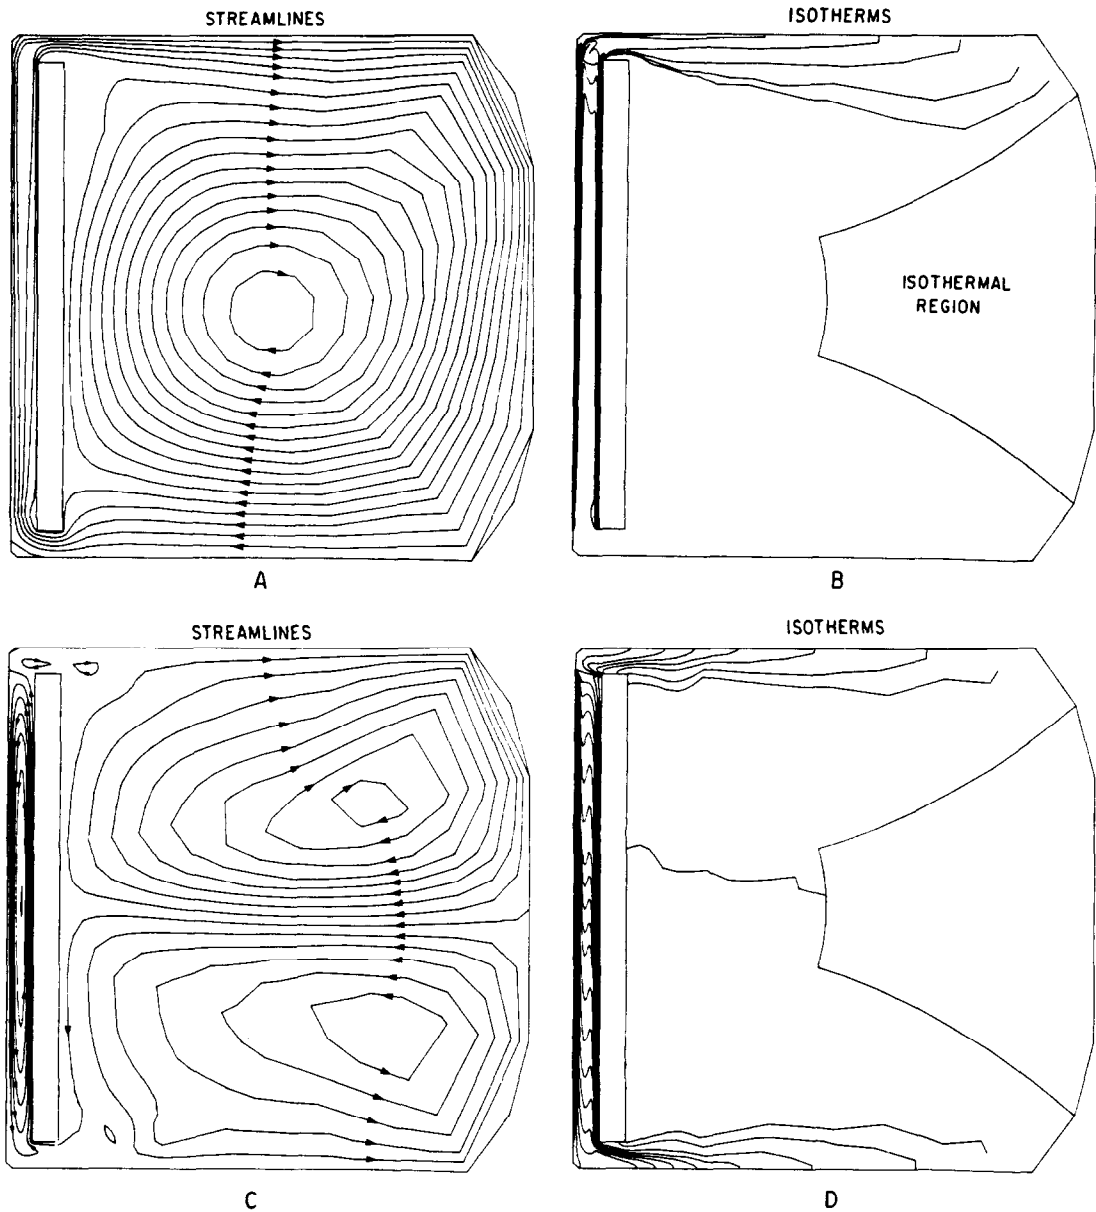 STREAMLINES
ISOTHERMS
ISOTHERMAL
REGION
A
B
STREAMLINES
ISOTHERMS
C
D